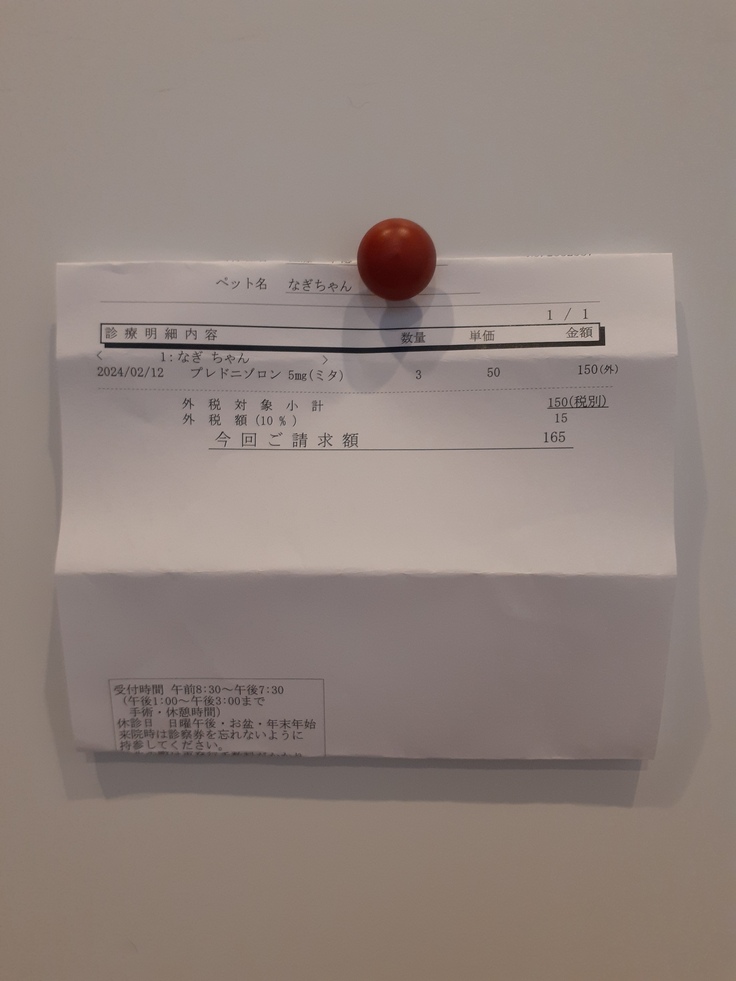 ペット名 なぎちゃん
1 / 1
診療明細内容 数量 単価 金額
< 1:なぎ ちゃん >
2024/02/12 プレドニゾロン 5mg(ミタ) 3 50 150(外)
外税対象小計 150(税別)
外税額(10%) 15
今回ご請求額 165
受付時間 午前8:30～午後7:30
(午後1:00～午後3:00まで
手術・休憩時間)
休診日 日曜午後・お盆・年末年始
来院時は診察券を忘れないように
持参してください。